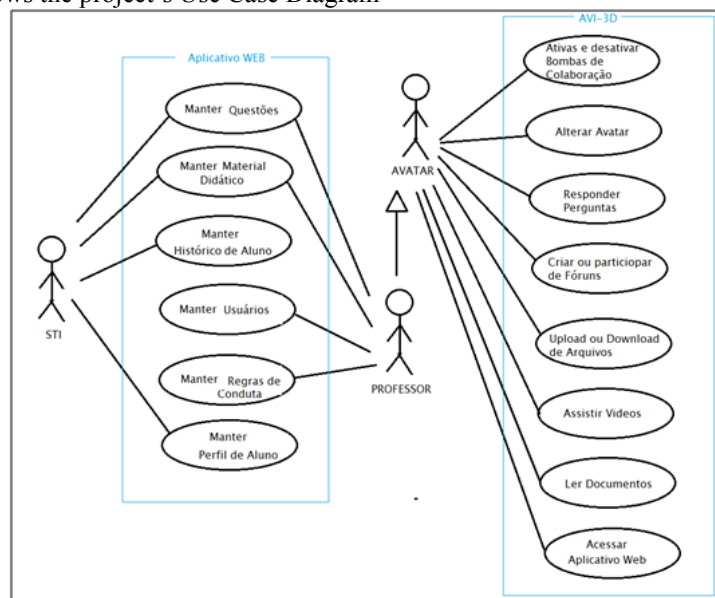 ows the project's Use Case Diagram
Aplicativo WEB
Manter Questões
Manter Material
Didático
Manter
Histórico de Aluno
Manter Usuários
Manter Regras de
Conduta
Manter
Perfil de Aluno
STI
AVATAR
PROFESSOR
AVI-3D
Ativas e desativar
Bombas de
Colaboração
Alterar Avatar
Responder
Perguntas
Criar ou particiopar
de Fóruns
Upload ou Download
de Arquivos
Assistir Videos
Ler Documentos
Acessar
Aplicativo Web